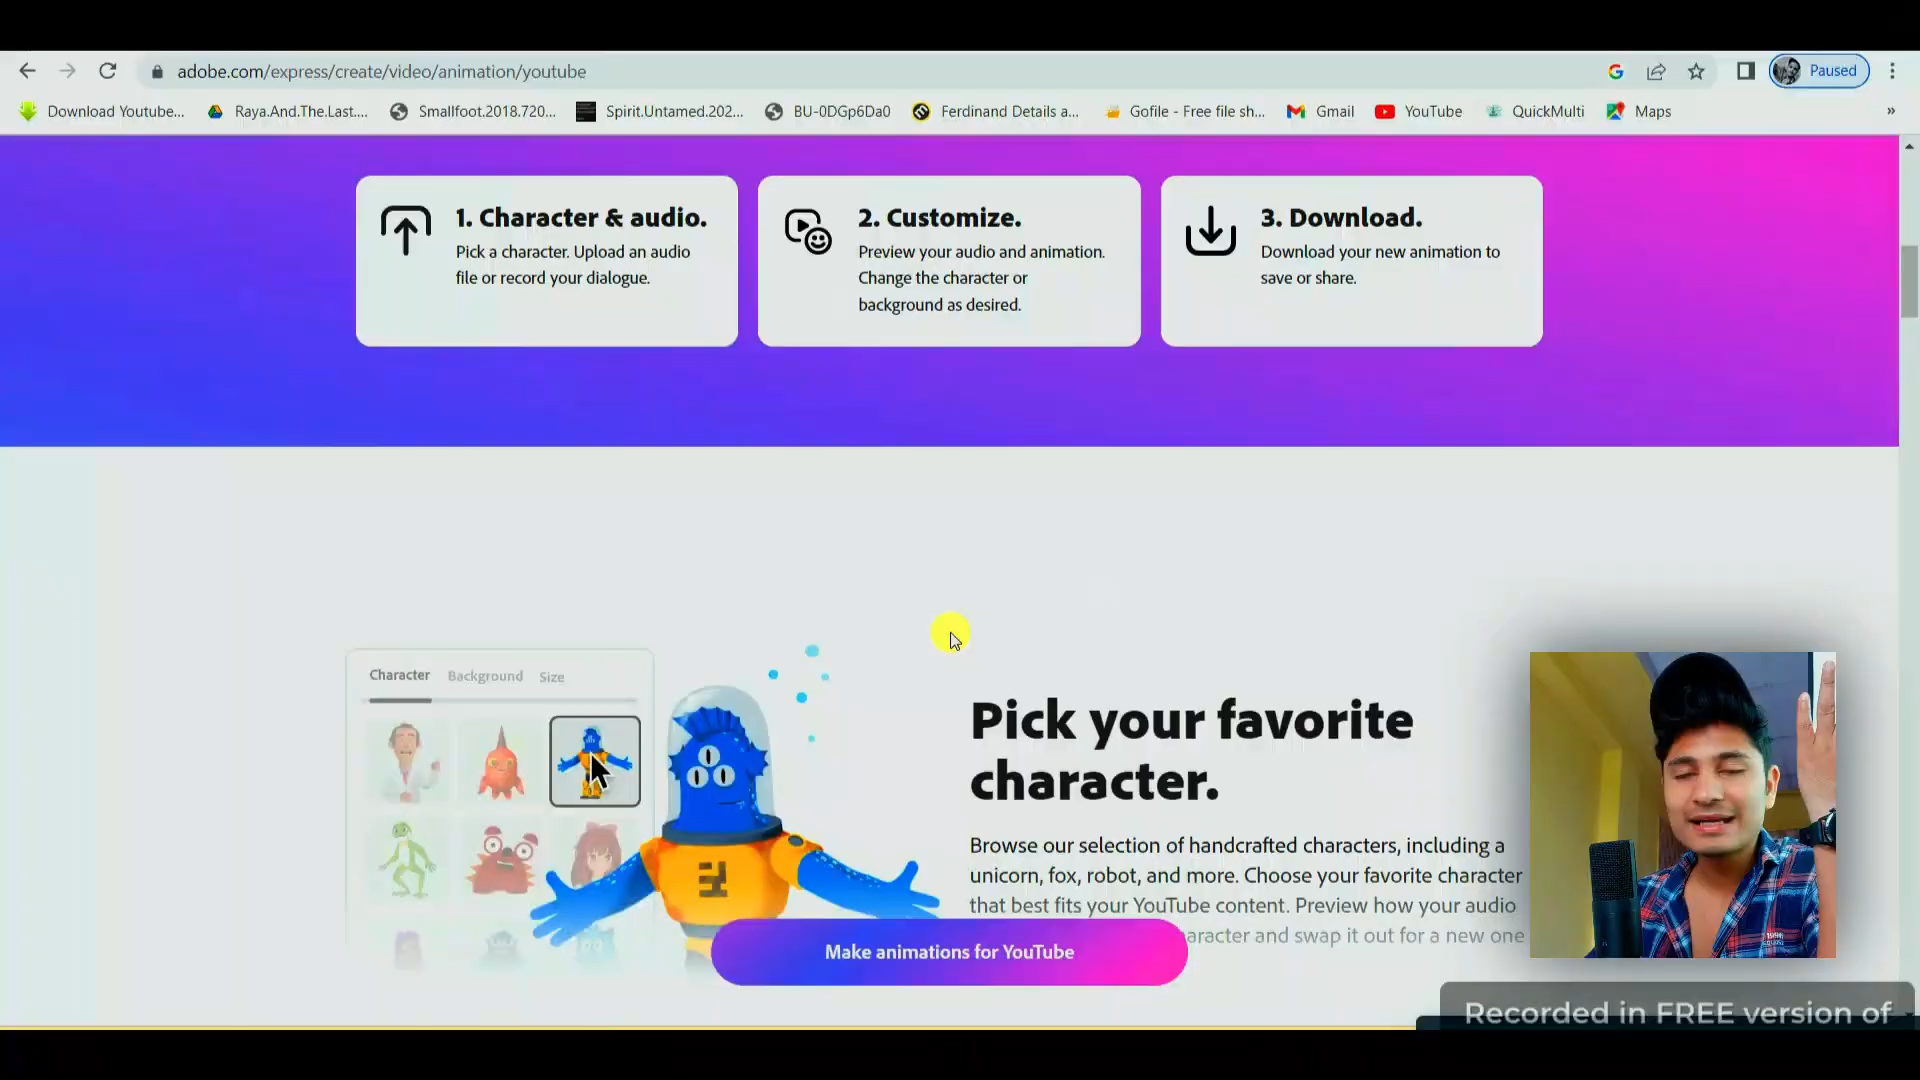 adobe.com/express/create/video/animation/youtube
Paused
Download Youtube...
Raya.And.The.Last....
Smallfoot.2018.720...
Spirit.Untamed.202...
BU-0DGp6Da0
Ferdinand Details a...
Gofile - Free file sh...
Gmail
YouTube
QuickMulti
Maps
»
1. Character & audio.
Pick a character. Upload an audio
file or record your dialogue.
2. Customize.
Preview your audio and animation.
Change the character or
background as desired.
3. Download.
Download your new animation to
save or share.
Character
Background
Size
Pick your favorite
character.
Browse our selection of handcrafted characters, including a
unicorn, fox, robot, and more. Choose your favorite character
that best fits your YouTube content. Preview how your audio
aracter and swap it out for a new one
Make animations for YouTube
Recorded in FREE version of